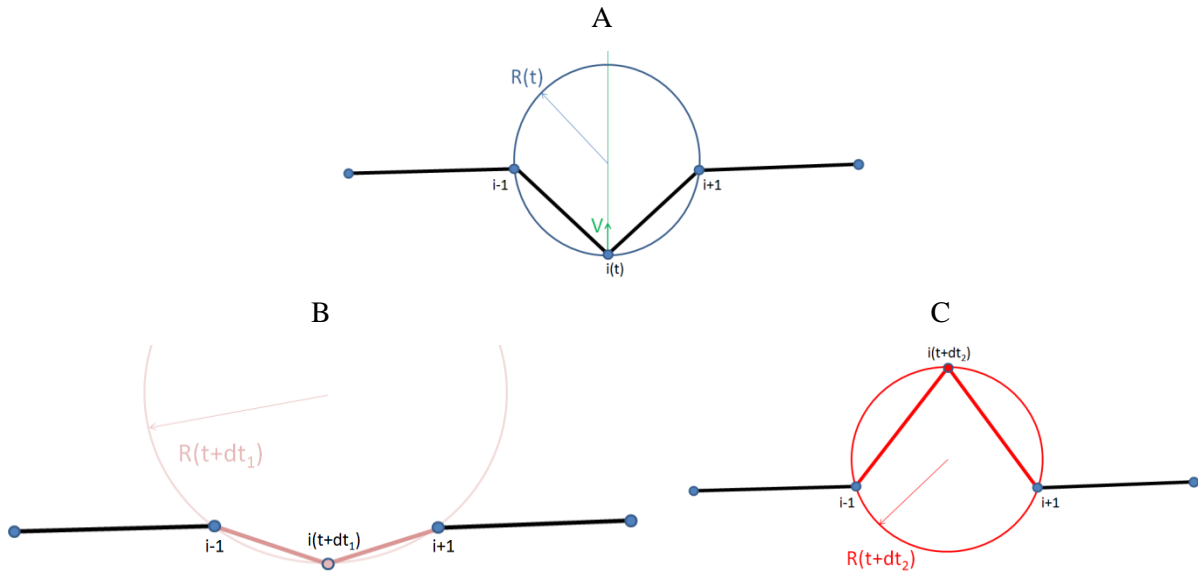 A
R(t)
i-1
i+1
V
i(t)
B
C
i(t+dt₂)
R(t+dt₁)
i-1
i(t+dt₁)
i+1
i-1
i+1
R(t+dt₂)